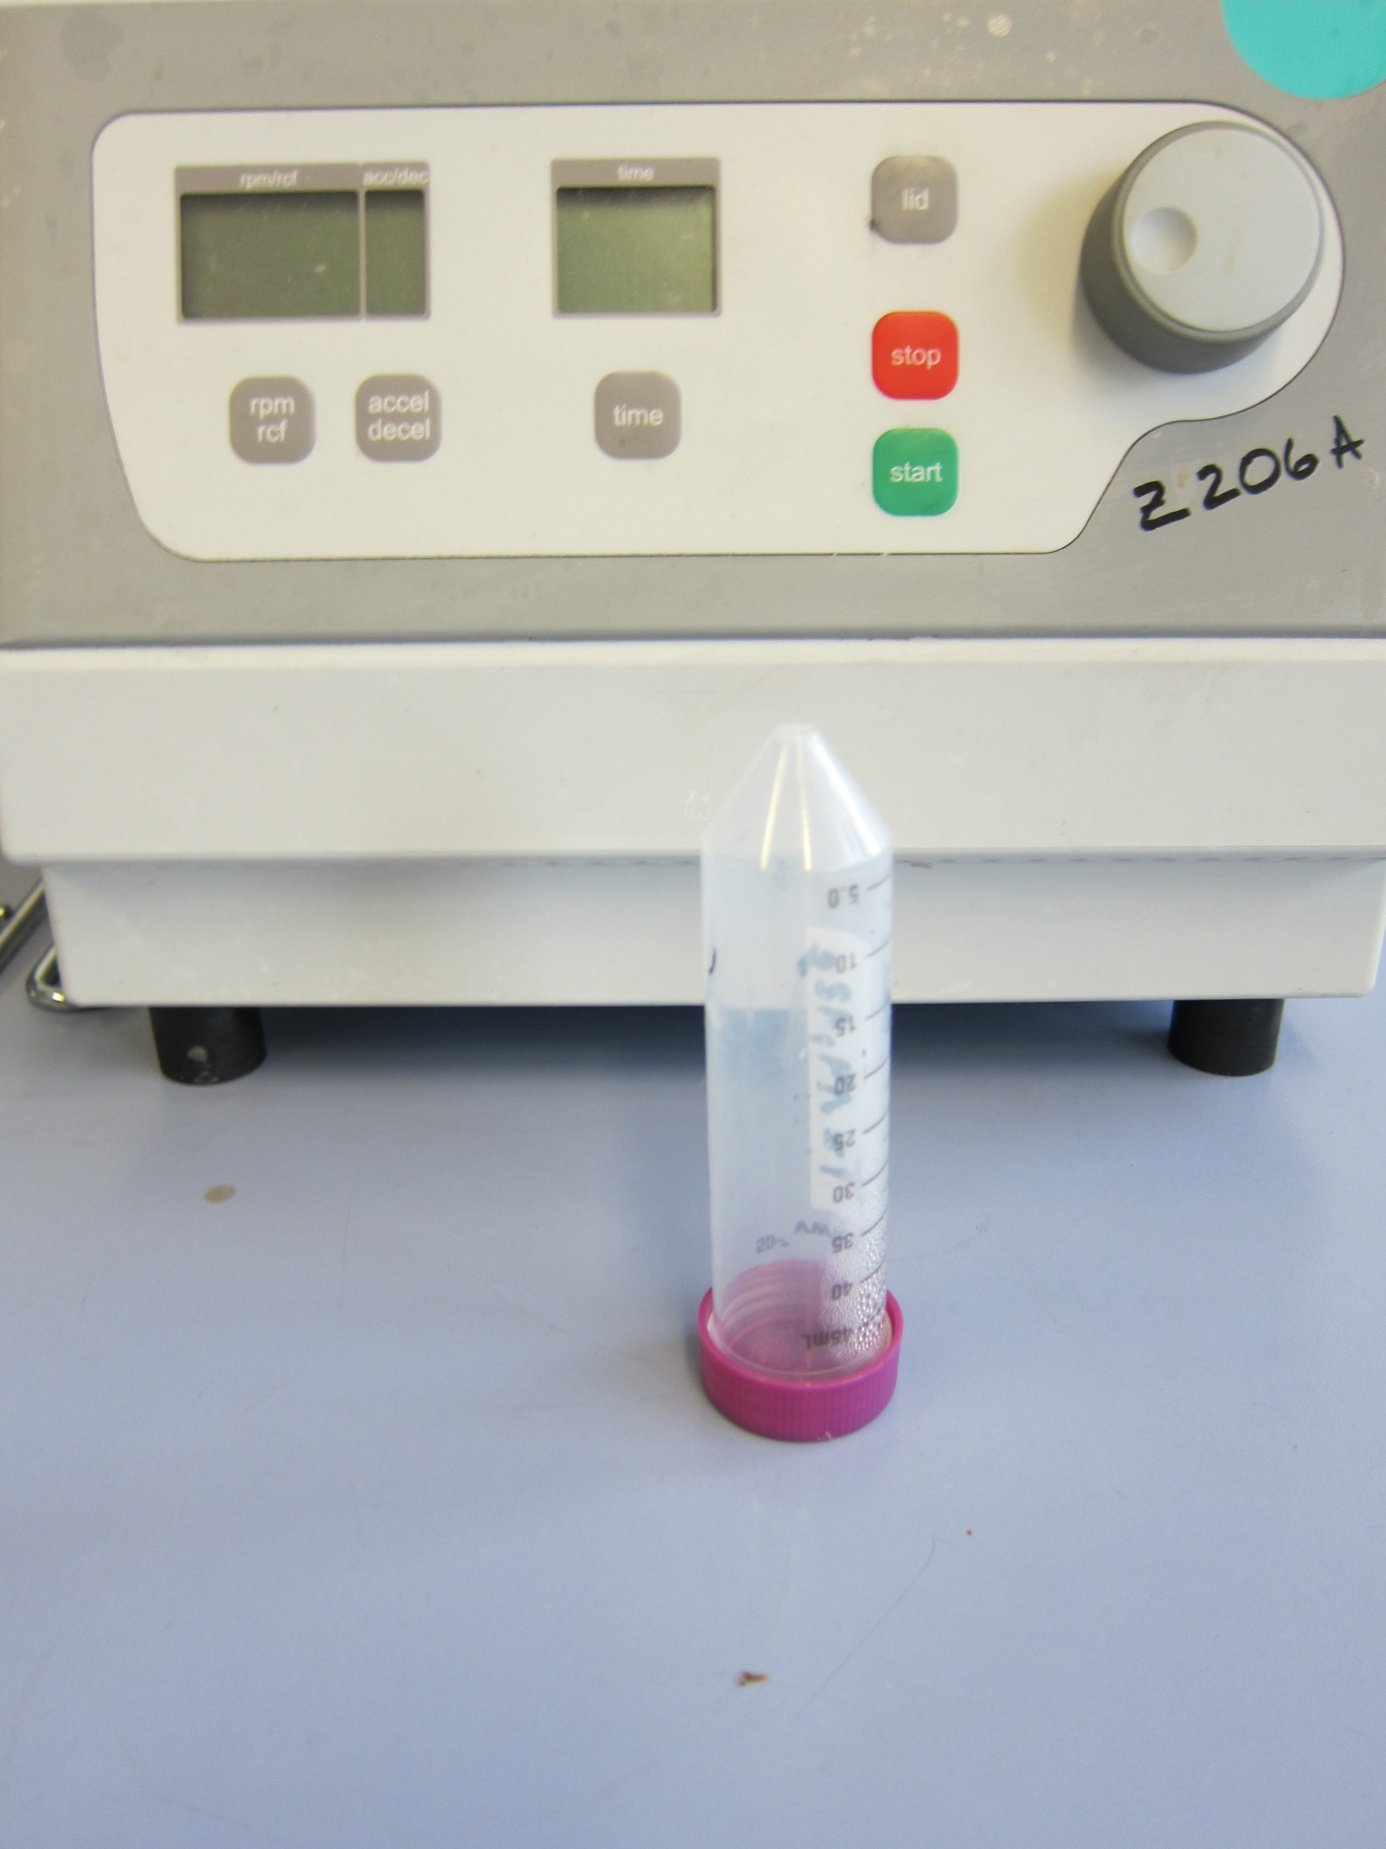 rpm/rcf
acc/dec
time
lid
stop
start
rpm
rcf
accel
decel
time
Z206A
5.0
10
15
20
25
30
35
40
45mL